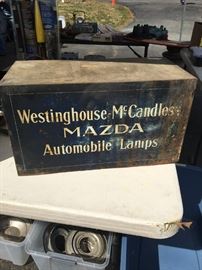 Westinghouse-McCandless
MAZDA
Automobile Lamps